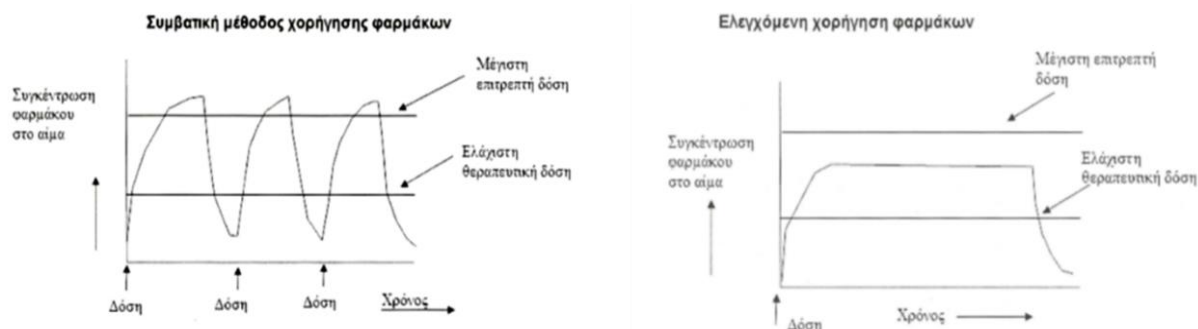 Συμβατική μέθοδος χορήγησης φαρμάκων
Μέγιστη
επιτρεπτή δόση
Συγκέντρωση
φαρμάκου
στο αίμα
Ελάχιστη
θεραπευτική δόση
Δόση
Δόση
Δόση
Χρόνος
Ελεγχόμενη χορήγηση φαρμάκων
Μέγιστη επιτρεπτή
δόση
Συγκέντρωση
φαρμάκου
στο αίμα
Ελάχιστη
θεραπευτική δόση
Χρόνος
Δόση